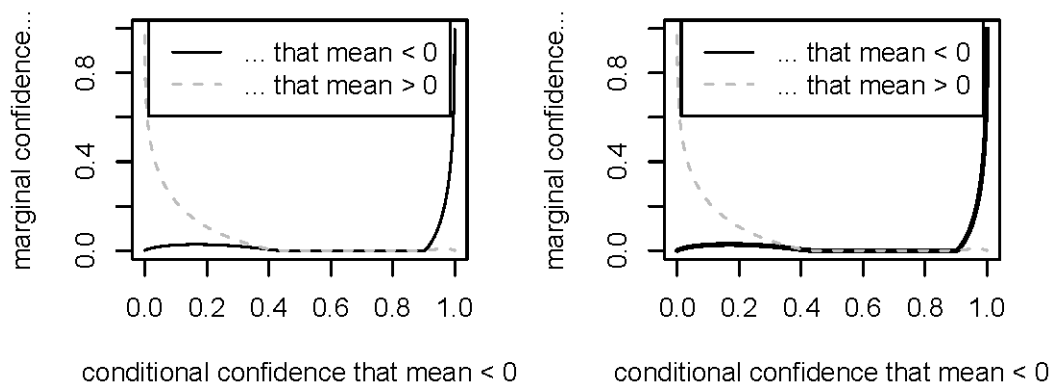 marginal confidence...
0.0 0.4 0.8
... that mean < 0
... that mean > 0
0.0 0.2 0.4 0.6 0.8 1.0
conditional confidence that mean < 0
marginal confidence...
0.0 0.4 0.8
... that mean < 0
... that mean > 0
0.0 0.2 0.4 0.6 0.8 1.0
conditional confidence that mean < 0